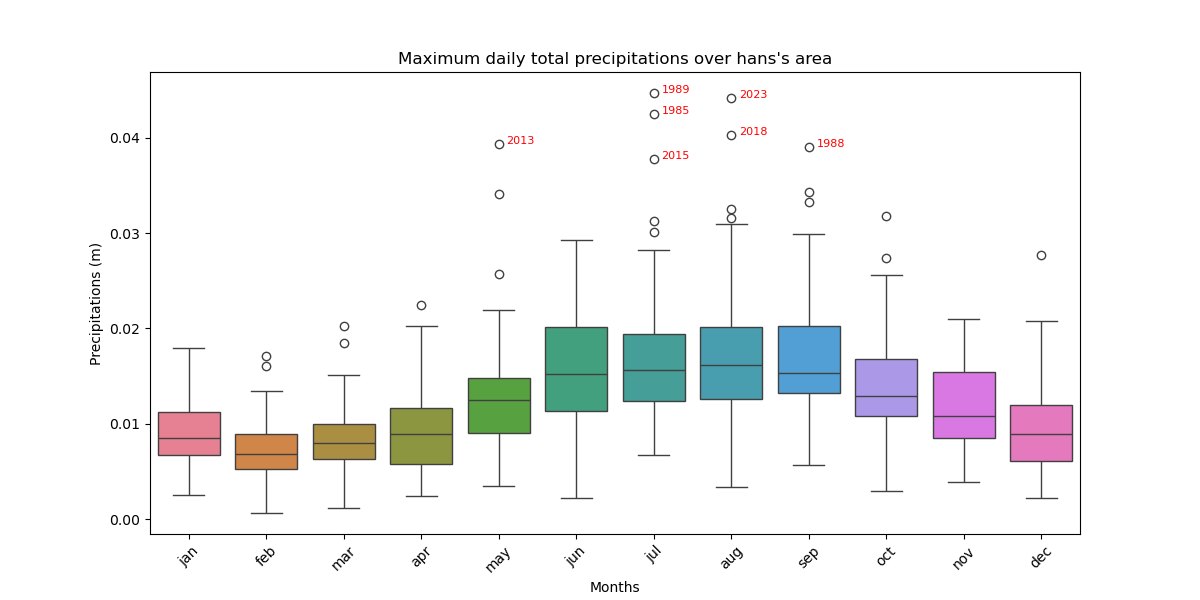 Maximum daily total precipitations over hans's area
Precipitations (m)
0.04
0.03
0.02
0.01
0.00
1989
2023
1985
2018
2013
1988
2015
jan
feb
mar
apr
may
jun
jul
aug
sep
oct
nov
dec
Months